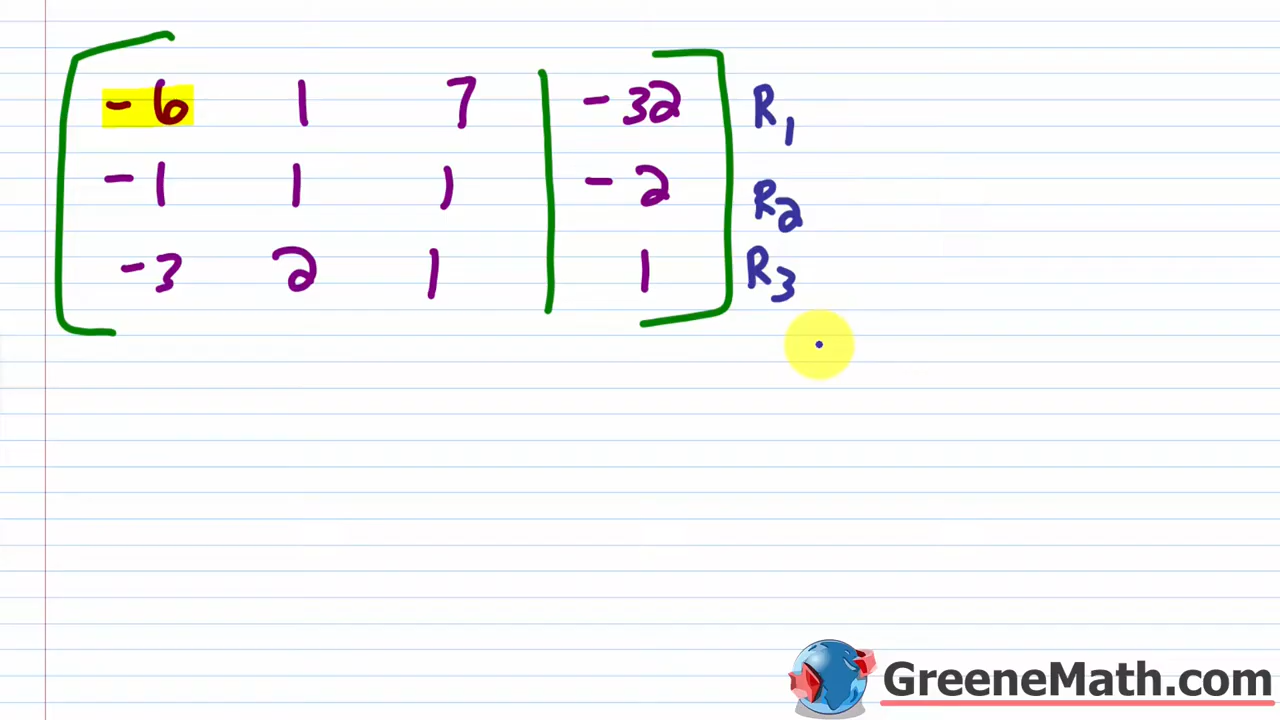 -6 1 7 | -32 R1
-1 1 1 | -2 R2
-3 2 1 | 1 R3
GreeneMath.com